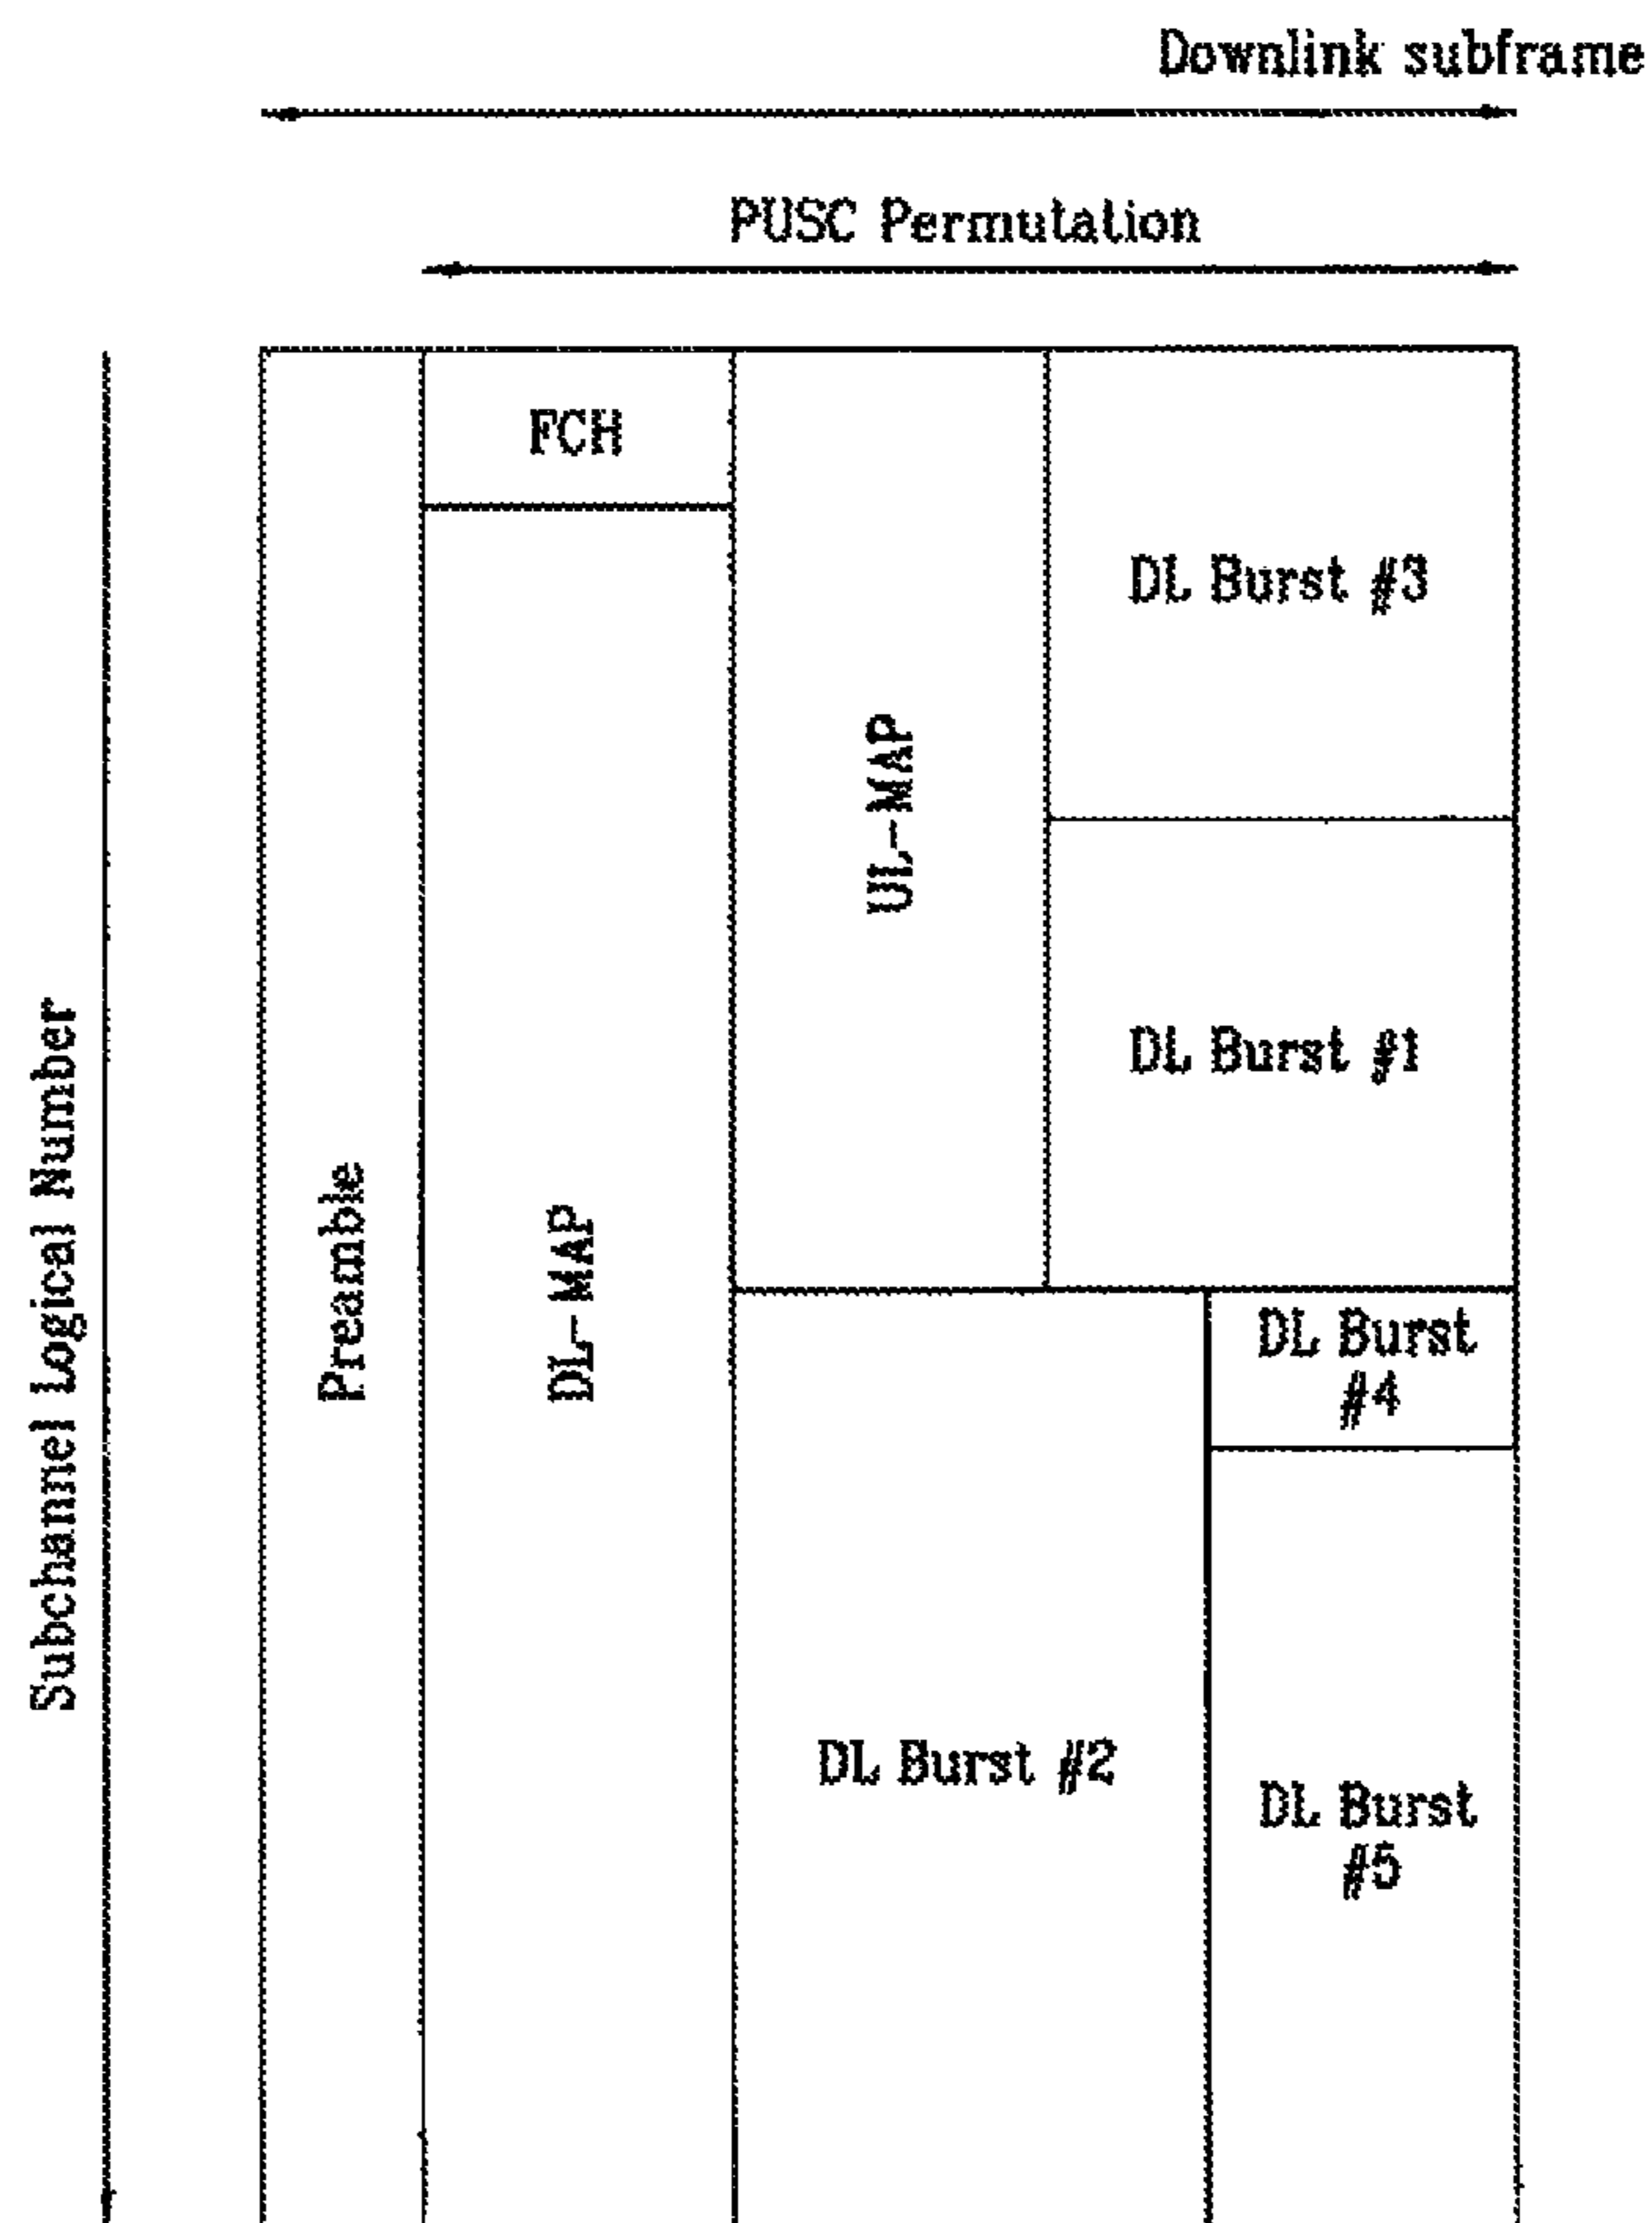 Downlink subframe
PUSC Permutation
FCH
DL Burst #3
UL-MAP
DL Burst #1
Subchannel Logical Number
Preamble
DL-MAP
DL Burst
#4
DL Burst #2
DL Burst
#5